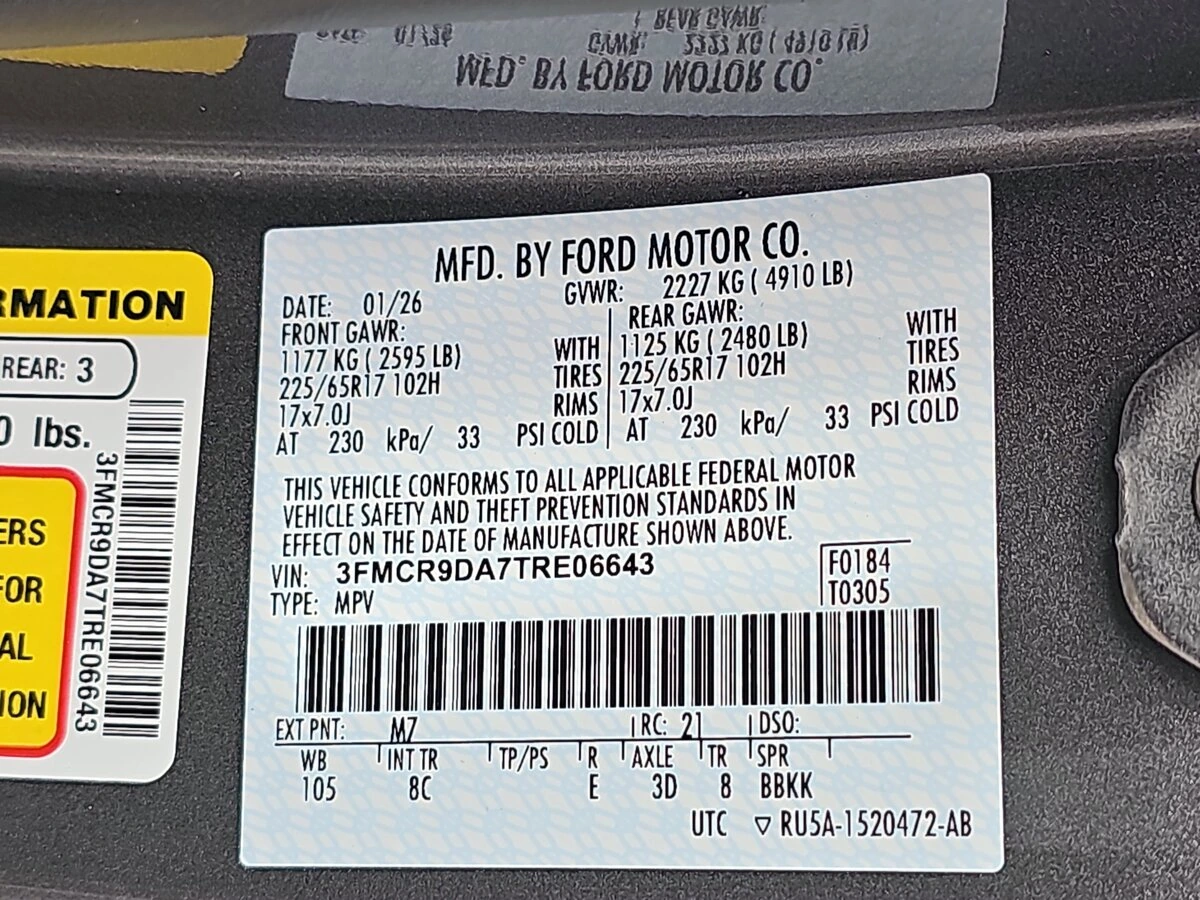 MFD. BY FORD MOTOR CO.
DATE: 01/26 GVWR: 2227 KG ( 4910 LB)
FRONT GAWR: REAR GAWR:
1177 KG ( 2595 LB) WITH 1125 KG ( 2480 LB) WITH
225/65R17 102H TIRES 225/65R17 102H TIRES
17x7.0J RIMS 17x7.0J RIMS
AT 230 kPa/ 33 PSI COLD AT 230 kPa/ 33 PSI COLD
THIS VEHICLE CONFORMS TO ALL APPLICABLE FEDERAL MOTOR
VEHICLE SAFETY AND THEFT PREVENTION STANDARDS IN
EFFECT ON THE DATE OF MANUFACTURE SHOWN ABOVE.
VIN: 3FMCR9DA7TRE06643 F0184
TYPE: MPV T0305
EXT PNT: M7 RC: 21 DSO:
WB INT TR TP/PS R AXLE TR SPR
105 8C E 3D 8 BBKK
UTC ▽ RU5A-1520472-AB
RMATION
REAR: 3
0 lbs.
3FMCR9DA7TRE06643
ERS
FOR
AL
ION